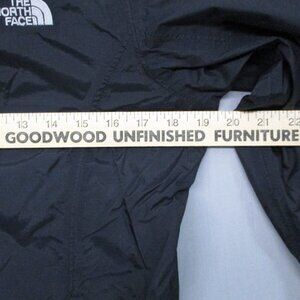 THE
NORTH
FACE
13 14 15 16 17 18 19 20 21 22
GOODWOOD UNFINISHED FURNITURE